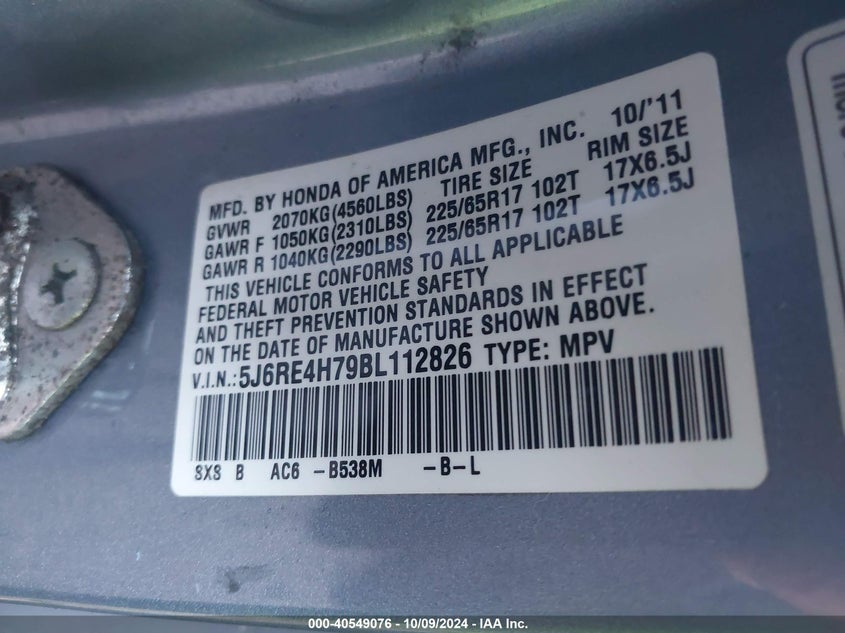 MFD. BY HONDA OF AMERICA MFG., INC. 10/'11
GVWR 2070KG(4560LBS) TIRE SIZE RIM SIZE
GAWR F 1050KG(2310LBS) 225/65R17 102T 17X6.5J
GAWR R 1040KG(2290LBS) 225/65R17 102T 17X6.5J
THIS VEHICLE CONFORMS TO ALL APPLICABLE
FEDERAL MOTOR VEHICLE SAFETY
AND THEFT PREVENTION STANDARDS IN EFFECT
ON THE DATE OF MANUFACTURE SHOWN ABOVE.
V.I.N.:5J6RE4H79BL112826 TYPE: MPV
8X8 B AC6 -B538M -B-L
000-40549076 - 10/09/2024 - IAA Inc.